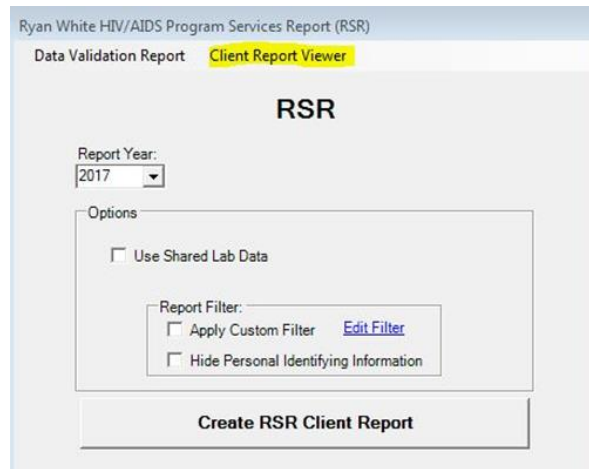 Ryan White HIV/AIDS Program Services Report (RSR)
Data Validation Report Client Report Viewer
RSR
Report Year:
2017
Options
Use Shared Lab Data
Report Filter:
Apply Custom Filter Edit Filter
Hide Personal Identifying Information
Create RSR Client Report